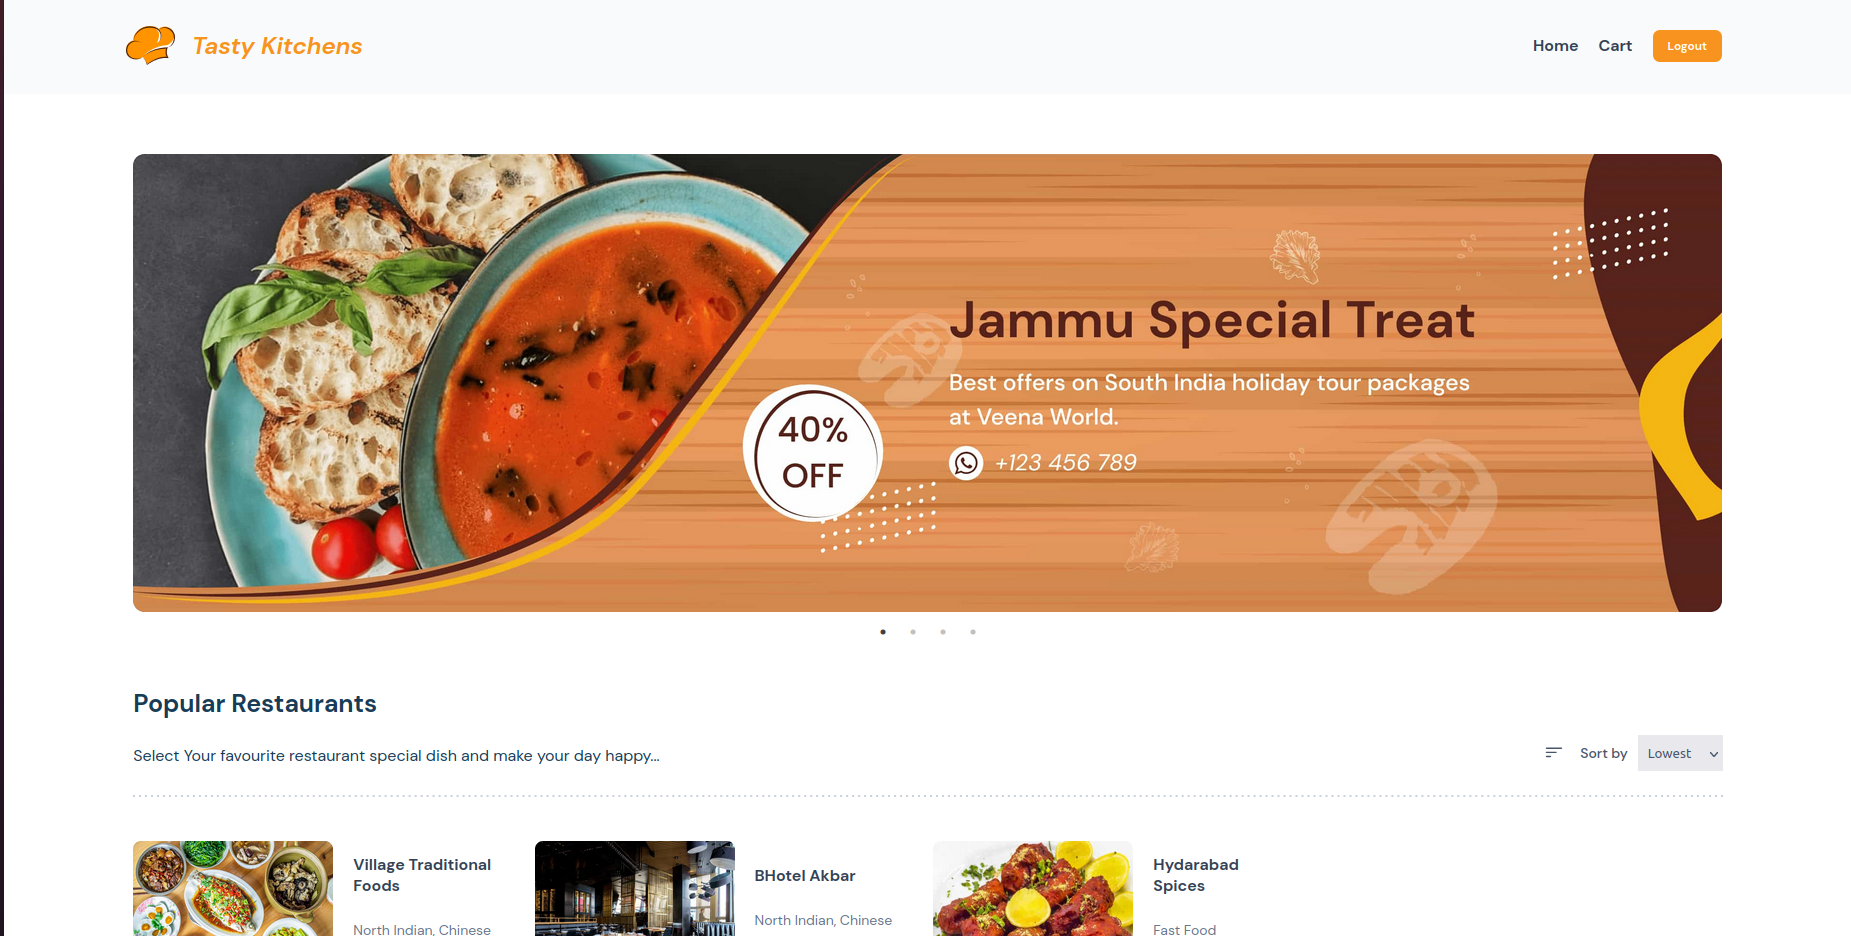 Tasty Kitchens
Home
Cart
Logout
Jammu Special Treat
Best offers on South India holiday tour packages
at Veena World.
40%
OFF
+123 456 789
Popular Restaurants
Select Your favourite restaurant special dish and make your day happy...
Sort by
Lowest
Village Traditional
Foods
North Indian, Chinese
BHotel Akbar
North Indian, Chinese
Hydarabad
Spices
Fast Food